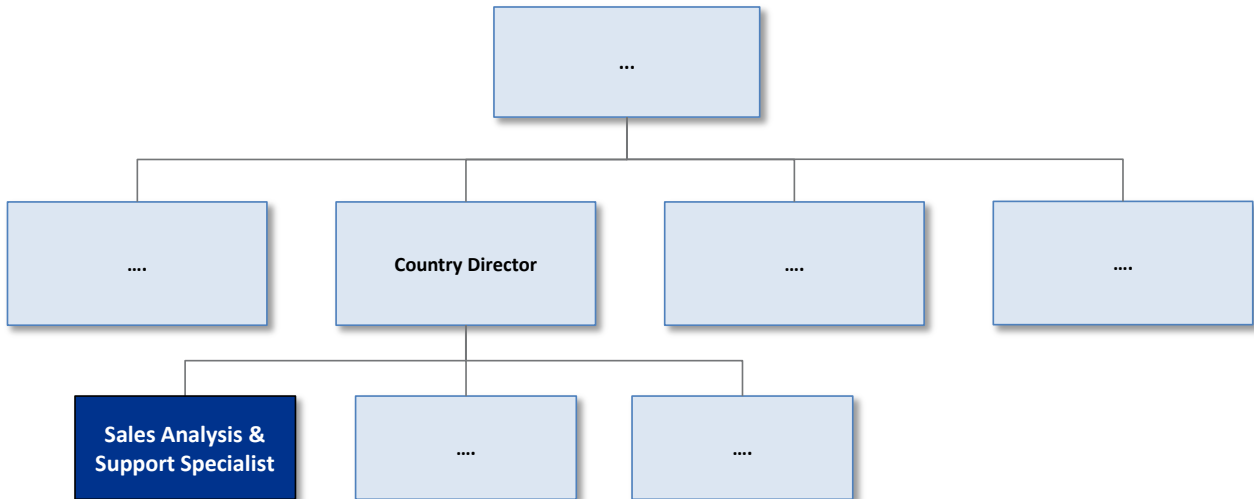 ...
....
Country Director
....
....
Sales Analysis &
Support Specialist
....
....